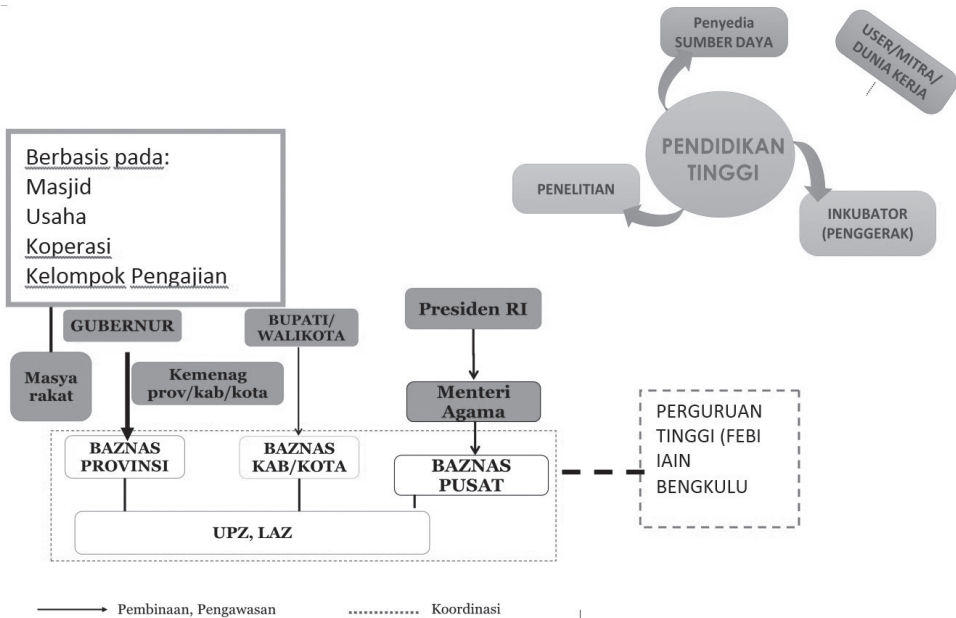 Penyedia
SUMBER DAYA
USER/MITRA/
DUNIA KERJA
PENDIDIKAN
TINGGI
PENELITIAN
INKUBATOR
(PENGGERAK)
Berbasis pada:
Masjid
Usaha
Koperasi
Kelompok Pengajian
GUBERNUR
BUPATI/
WALIKOTA
Presiden RI
Masya
rakat
Kemenag
prov/kab/kota
Menteri
Agama
BAZNAS
PROVINSI
BAZNAS
KAB/KOTA
BAZNAS
PUSAT
PERGURUAN
TINGGI (FEBI
IAIN
BENGKULU
UPZ, LAZ
Pembinaan, Pengawasan
Koordinasi